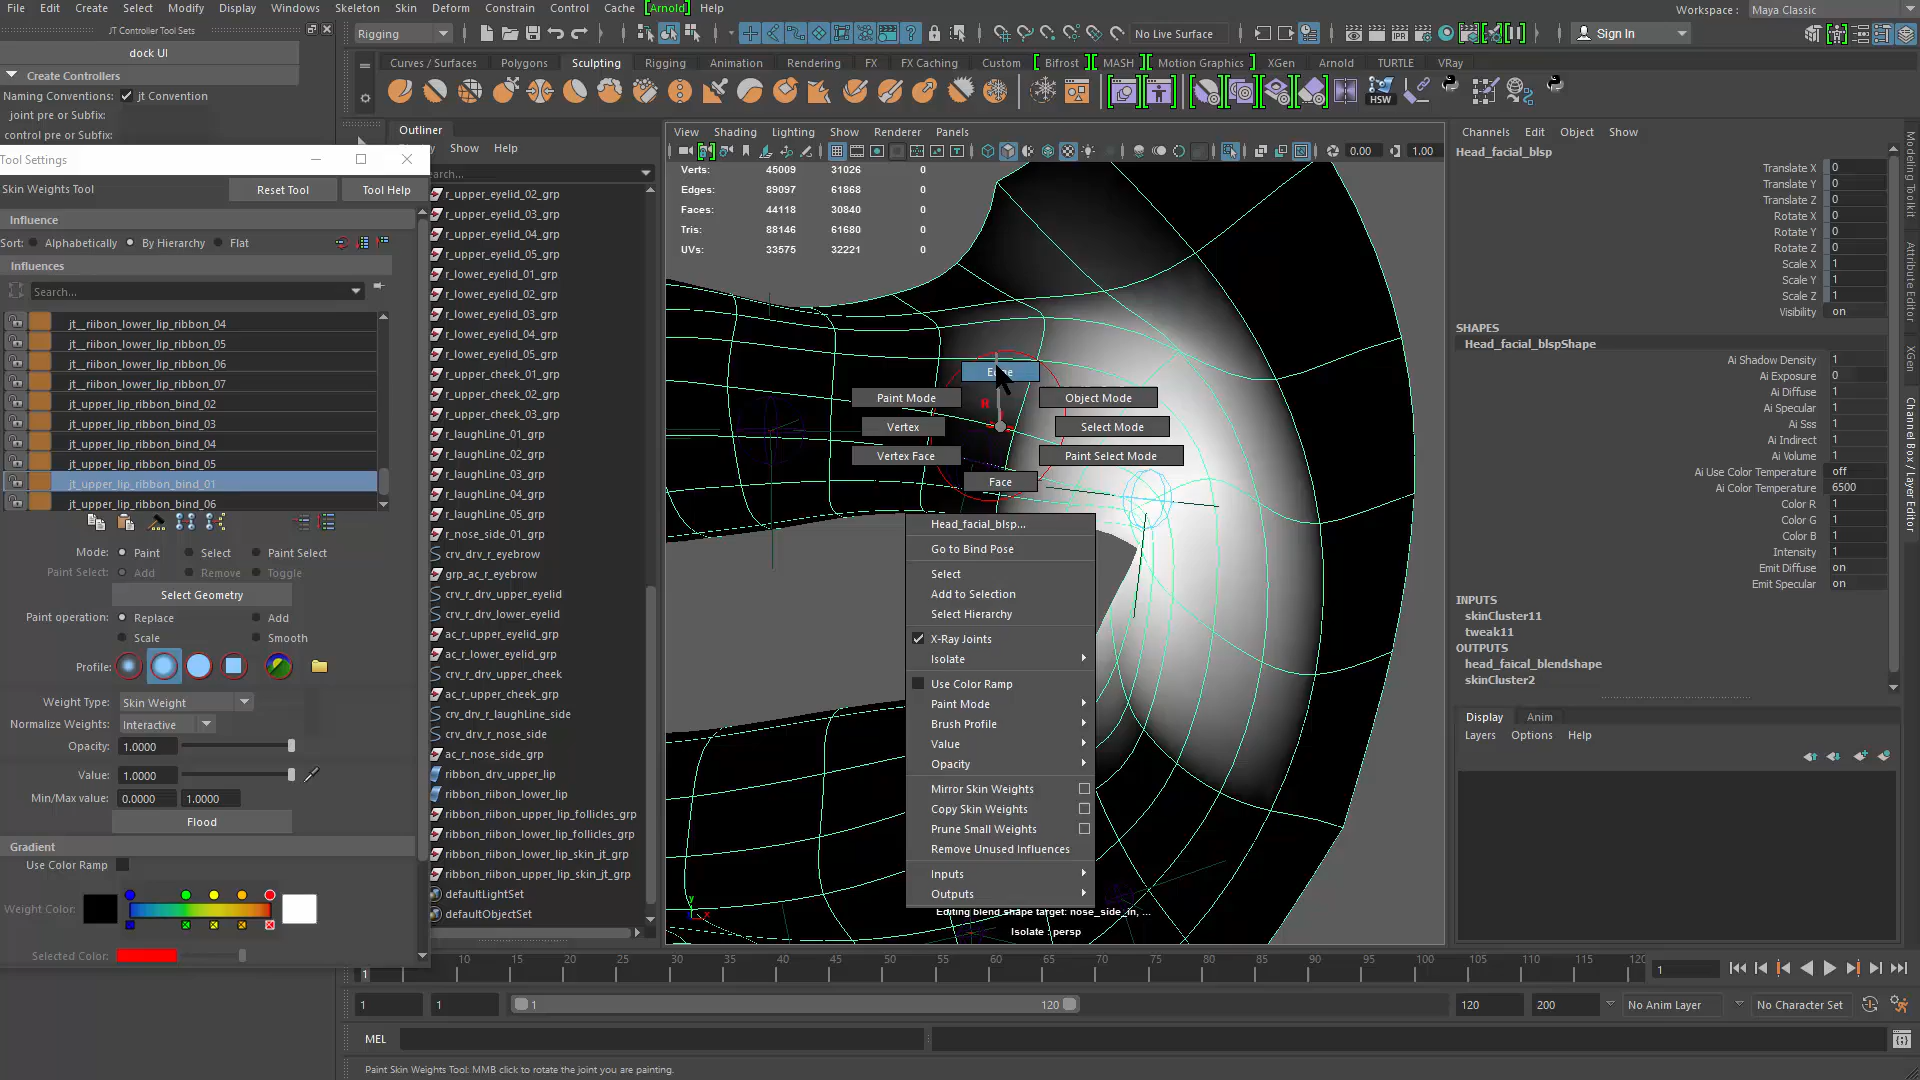 File Edit Create Select Modify Display Windows Skeleton Skin Deform Constrain Control Cache Arnold Help
Workspace : Maya Classic
JT Controller Tool Sets
dock UI
Create Controllers
Naming Conventions: jt Convention
joint pre or Suffix:
control pre or Suffix:
Rigging
No Live Surface
Sign In
Curves / Surfaces Polygons Sculpting Rigging Animation Rendering FX FX Caching Custom Bifrost MASH Motion Graphics XGen Arnold TURTLE VRay
HSW
Tool Settings
Skin Weights Tool
Reset Tool
Tool Help
Influence
Sort: Alphabetically By Hierarchy Flat
Influences
Search...
jt__riibon_lower_lip_ribbon_04
jt__riibon_lower_lip_ribbon_05
jt__riibon_lower_lip_ribbon_06
jt__riibon_lower_lip_ribbon_07
jt_upper_lip_ribbon_bind_02
jt_upper_lip_ribbon_bind_03
jt_upper_lip_ribbon_bind_04
jt_upper_lip_ribbon_bind_05
jt_upper_lip_ribbon_bind_01
jt_upper_lip_ribbon_bind_06
Mode: Paint Select Paint Select
Paint Select: Add Remove Toggle
Select Geometry
Paint operation: Replace Add
Scale Smooth
Profile:
Weight Type: Skin Weight
Normalize Weights: Interactive
Opacity: 1.0000
Value: 1.0000
Min/Max value: 0.0000 1.0000
Flood
Gradient
Use Color Ramp
Weight Color:
Selected Color:
Outliner
Show Help
r_upper_eyelid_02_grp
r_upper_eyelid_03_grp
r_upper_eyelid_04_grp
r_upper_eyelid_05_grp
r_lower_eyelid_01_grp
r_lower_eyelid_02_grp
r_lower_eyelid_03_grp
r_lower_eyelid_04_grp
r_lower_eyelid_05_grp
r_upper_cheek_01_grp
r_upper_cheek_02_grp
r_upper_cheek_03_grp
r_laughLine_01_grp
r_laughLine_02_grp
r_laughLine_03_grp
r_laughLine_04_grp
r_laughLine_05_grp
r_nose_side_01_grp
crv_drv_r_eyebrow
grp_ac_r_eyebrow
crv_r_drv_upper_eyelid
crv_r_drv_lower_eyelid
ac_r_upper_eyelid_grp
ac_r_lower_eyelid_grp
crv_drv_r_upper_cheek
ac_r_upper_cheek_grp
crv_drv_r_laughLine_side
crv_drv_r_nose_side
ac_r_nose_side_grp
ribbon_drv_upper_lip
ribbon_riibon_lower_lip
ribbon_riibon_upper_lip_follicles_grp
ribbon_riibon_lower_lip_follicles_grp
ribbon_riibon_lower_lip_skin_jt_grp
ribbon_riibon_upper_lip_skin_jt_grp
defaultLightSet
defaultObjectSet
View Shading Lighting Show Renderer Panels
0.00 1.00
Verts: 45009 31026 0
Edges: 89097 61868 0
Faces: 44118 30840 0
Tris: 88146 61680 0
UVs: 33575 32221 0
Paint Mode
Object Mode
R
Vertex
Select Mode
Vertex Face
Paint Select Mode
Face
Head_facial_blsp...
Go to Bind Pose
Select
Add to Selection
Select Hierarchy
X-Ray Joints
Isolate
Use Color Ramp
Paint Mode
Brush Profile
Value
Opacity
Mirror Skin Weights
Copy Skin Weights
Prune Small Weights
Remove Unused Influences
Inputs
Outputs
Editing blend shape target: nose_side_in, ...
Isolate : persp
y
x
Channels Edit Object Show
Head_facial_blsp
Translate X 0
Translate Y 0
Translate Z 0
Rotate X 0
Rotate Y 0
Rotate Z 0
Scale X 1
Scale Y 1
Scale Z 1
Visibility on
SHAPES
Head_facial_blspShape
Ai Shadow Density 1
Ai Exposure 0
Ai Diffuse 1
Ai Specular 1
Ai Sss 1
Ai Indirect 1
Ai Volume 1
Ai Use Color Temperature off
Ai Color Temperature 6500
Color R 1
Color G 1
Color B 1
Intensity 1
Emit Diffuse on
Emit Specular on
INPUTS
skinCluster11
tweak11
OUTPUTS
head_faical_blendshape
skinCluster2
Display Anim
Layers Options Help
Modeling Toolkit
Attribute Editor
XGen
Channel Box / Layer Editor
1 10 15 20 25 30 35 40 45 50 55 60 65 70 75 80 85 90 95 100 105 110 115 120
1
1 1 1 120 120 200 No Anim Layer No Character Set
MEL
Paint Skin Weights Tool: MMB click to rotate the joint you are painting.